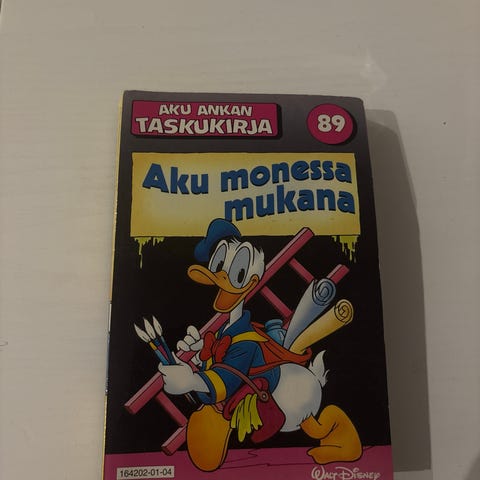 AKU ANKAN
TASKUKIRJA
89
Aku monessa
mukana
164202-01-04
WALT DISNEY